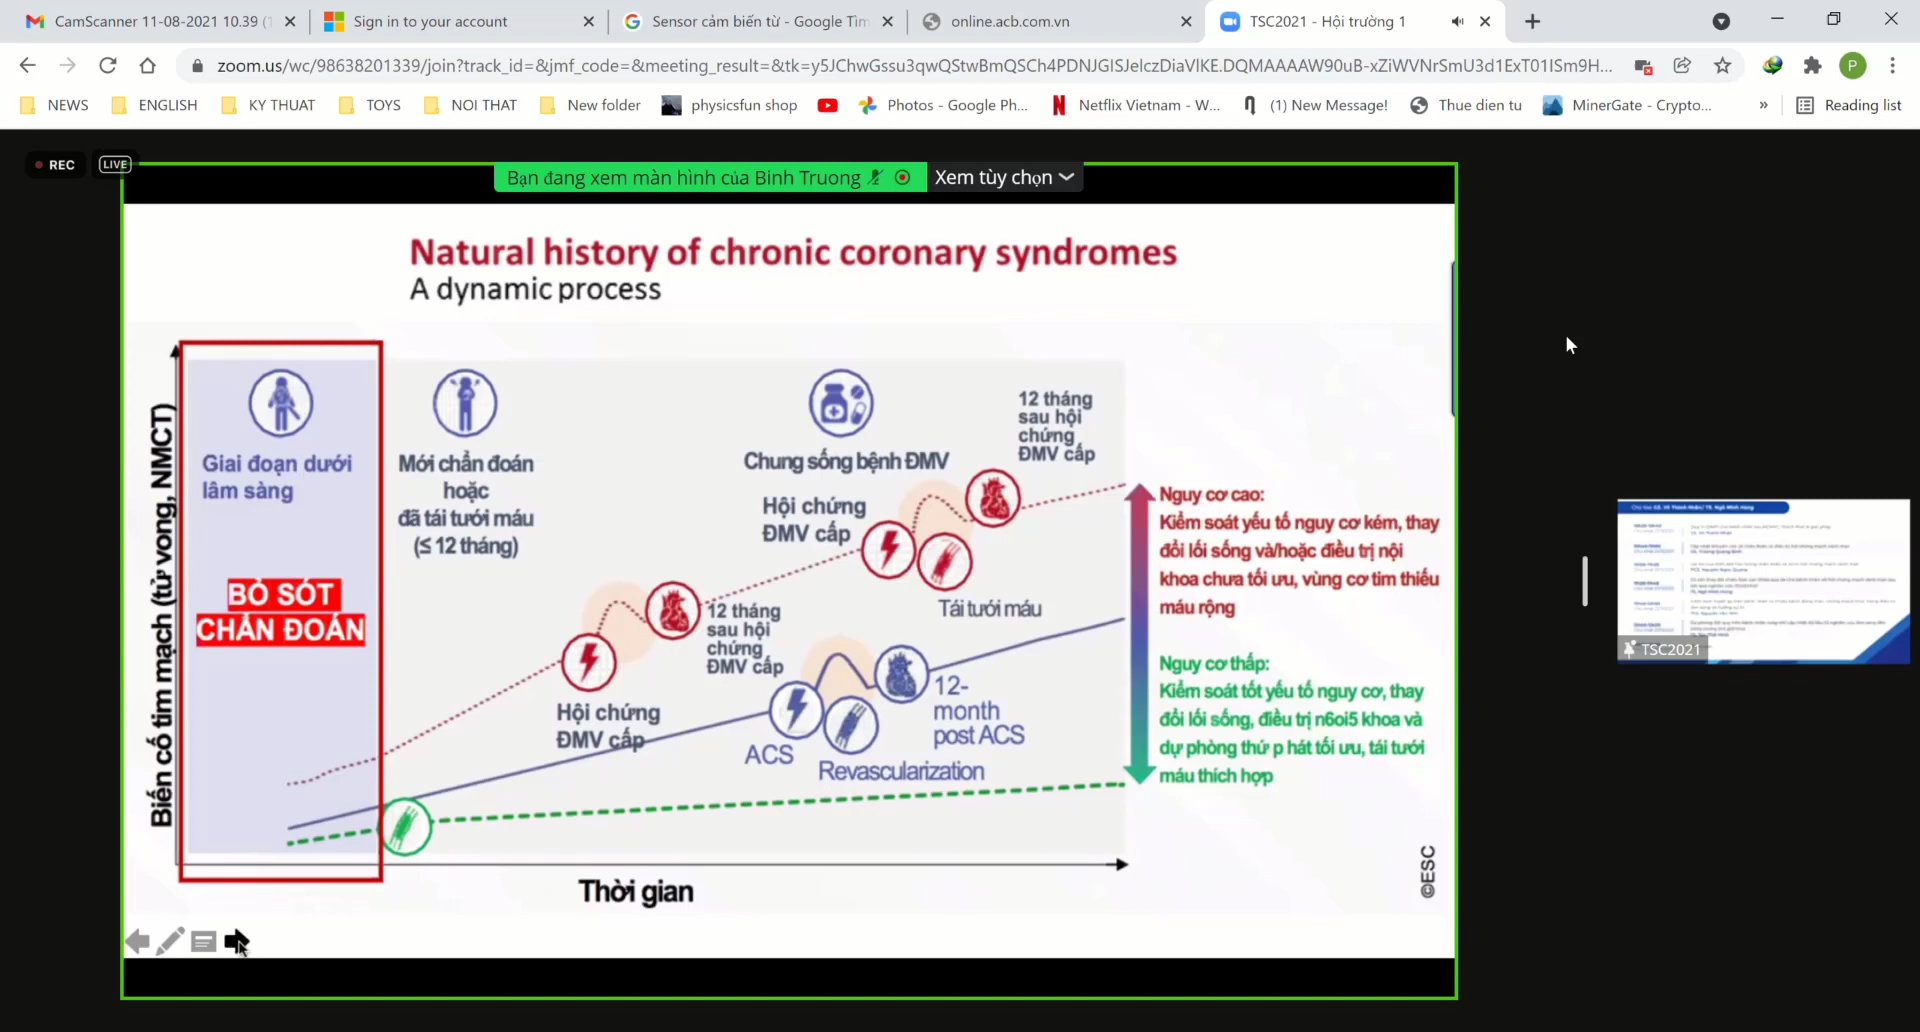 CamScanner 11-08-2021 10.39 (
Sign in to your account
Sensor cảm biến từ - Google Tìm
online.acb.com.vn
TSC2021 - Hội trường 1
zoom.us/wc/98638201339/join?track_id=&jmf_code=&meeting_result=&tk=y5JChwGssu3qwQStwBmQSCh4PDNJGISJelczDiaVIKE.DQMAAAAW90uB-xZiWVNrSmU3d1ExT01ISm9H...
P
NEWS
ENGLISH
KY THUAT
TOYS
NOI THAT
New folder
physicsfun shop
Photos - Google Ph...
Netflix Vietnam - W...
(1) New Message!
Thue dien tu
MinerGate - Crypto...
»
Reading list
REC
LIVE
Bạn đang xem màn hình của Binh Truong
Xem tùy chọn
Natural history of chronic coronary syndromes
A dynamic process
Biến cố tim mạch (tử vong, NMCT)
Giai đoạn dưới
lâm sàng
BỎ SÓT
CHẨN ĐOÁN
Mới chẩn đoán
hoặc
đã tái tưới máu
(≤ 12 tháng)
Chung sống bệnh ĐMV
12 tháng
sau hội
chứng
ĐMV cấp
Hội chứng
ĐMV cấp
Tái tưới máu
12 tháng
sau hội
chứng
ĐMV cấp
Hội chứng
ĐMV cấp
ACS
Revascularization
12-
month
post ACS
Nguy cơ cao:
Kiểm soát yếu tố nguy cơ kém, thay
đổi lối sống và/hoặc điều trị nội
khoa chưa tối ưu, vùng cơ tim thiếu
máu rộng
Nguy cơ thấp:
Kiểm soát tốt yếu tố nguy cơ, thay
đổi lối sống, điều trị n6oi5 khoa và
dự phòng thứ p hát tối ưu, tái tưới
máu thích hợp
Thời gian
©ESC
TSC2021